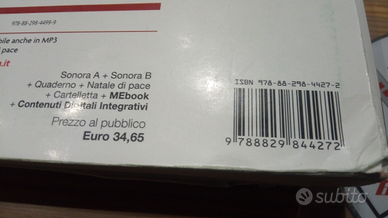 978-88-298-4499-9
bile anche in MP3
i pace
.it
Sonora A + Sonora B
+ Quaderno + Natale di pace
+ Cartelletta + MEbook
+ Contenuti Digitali Integrativi
Prezzo al pubblico
Euro 34,65
ISBN 978-88-298-4427-2
9 788829 844272
subito